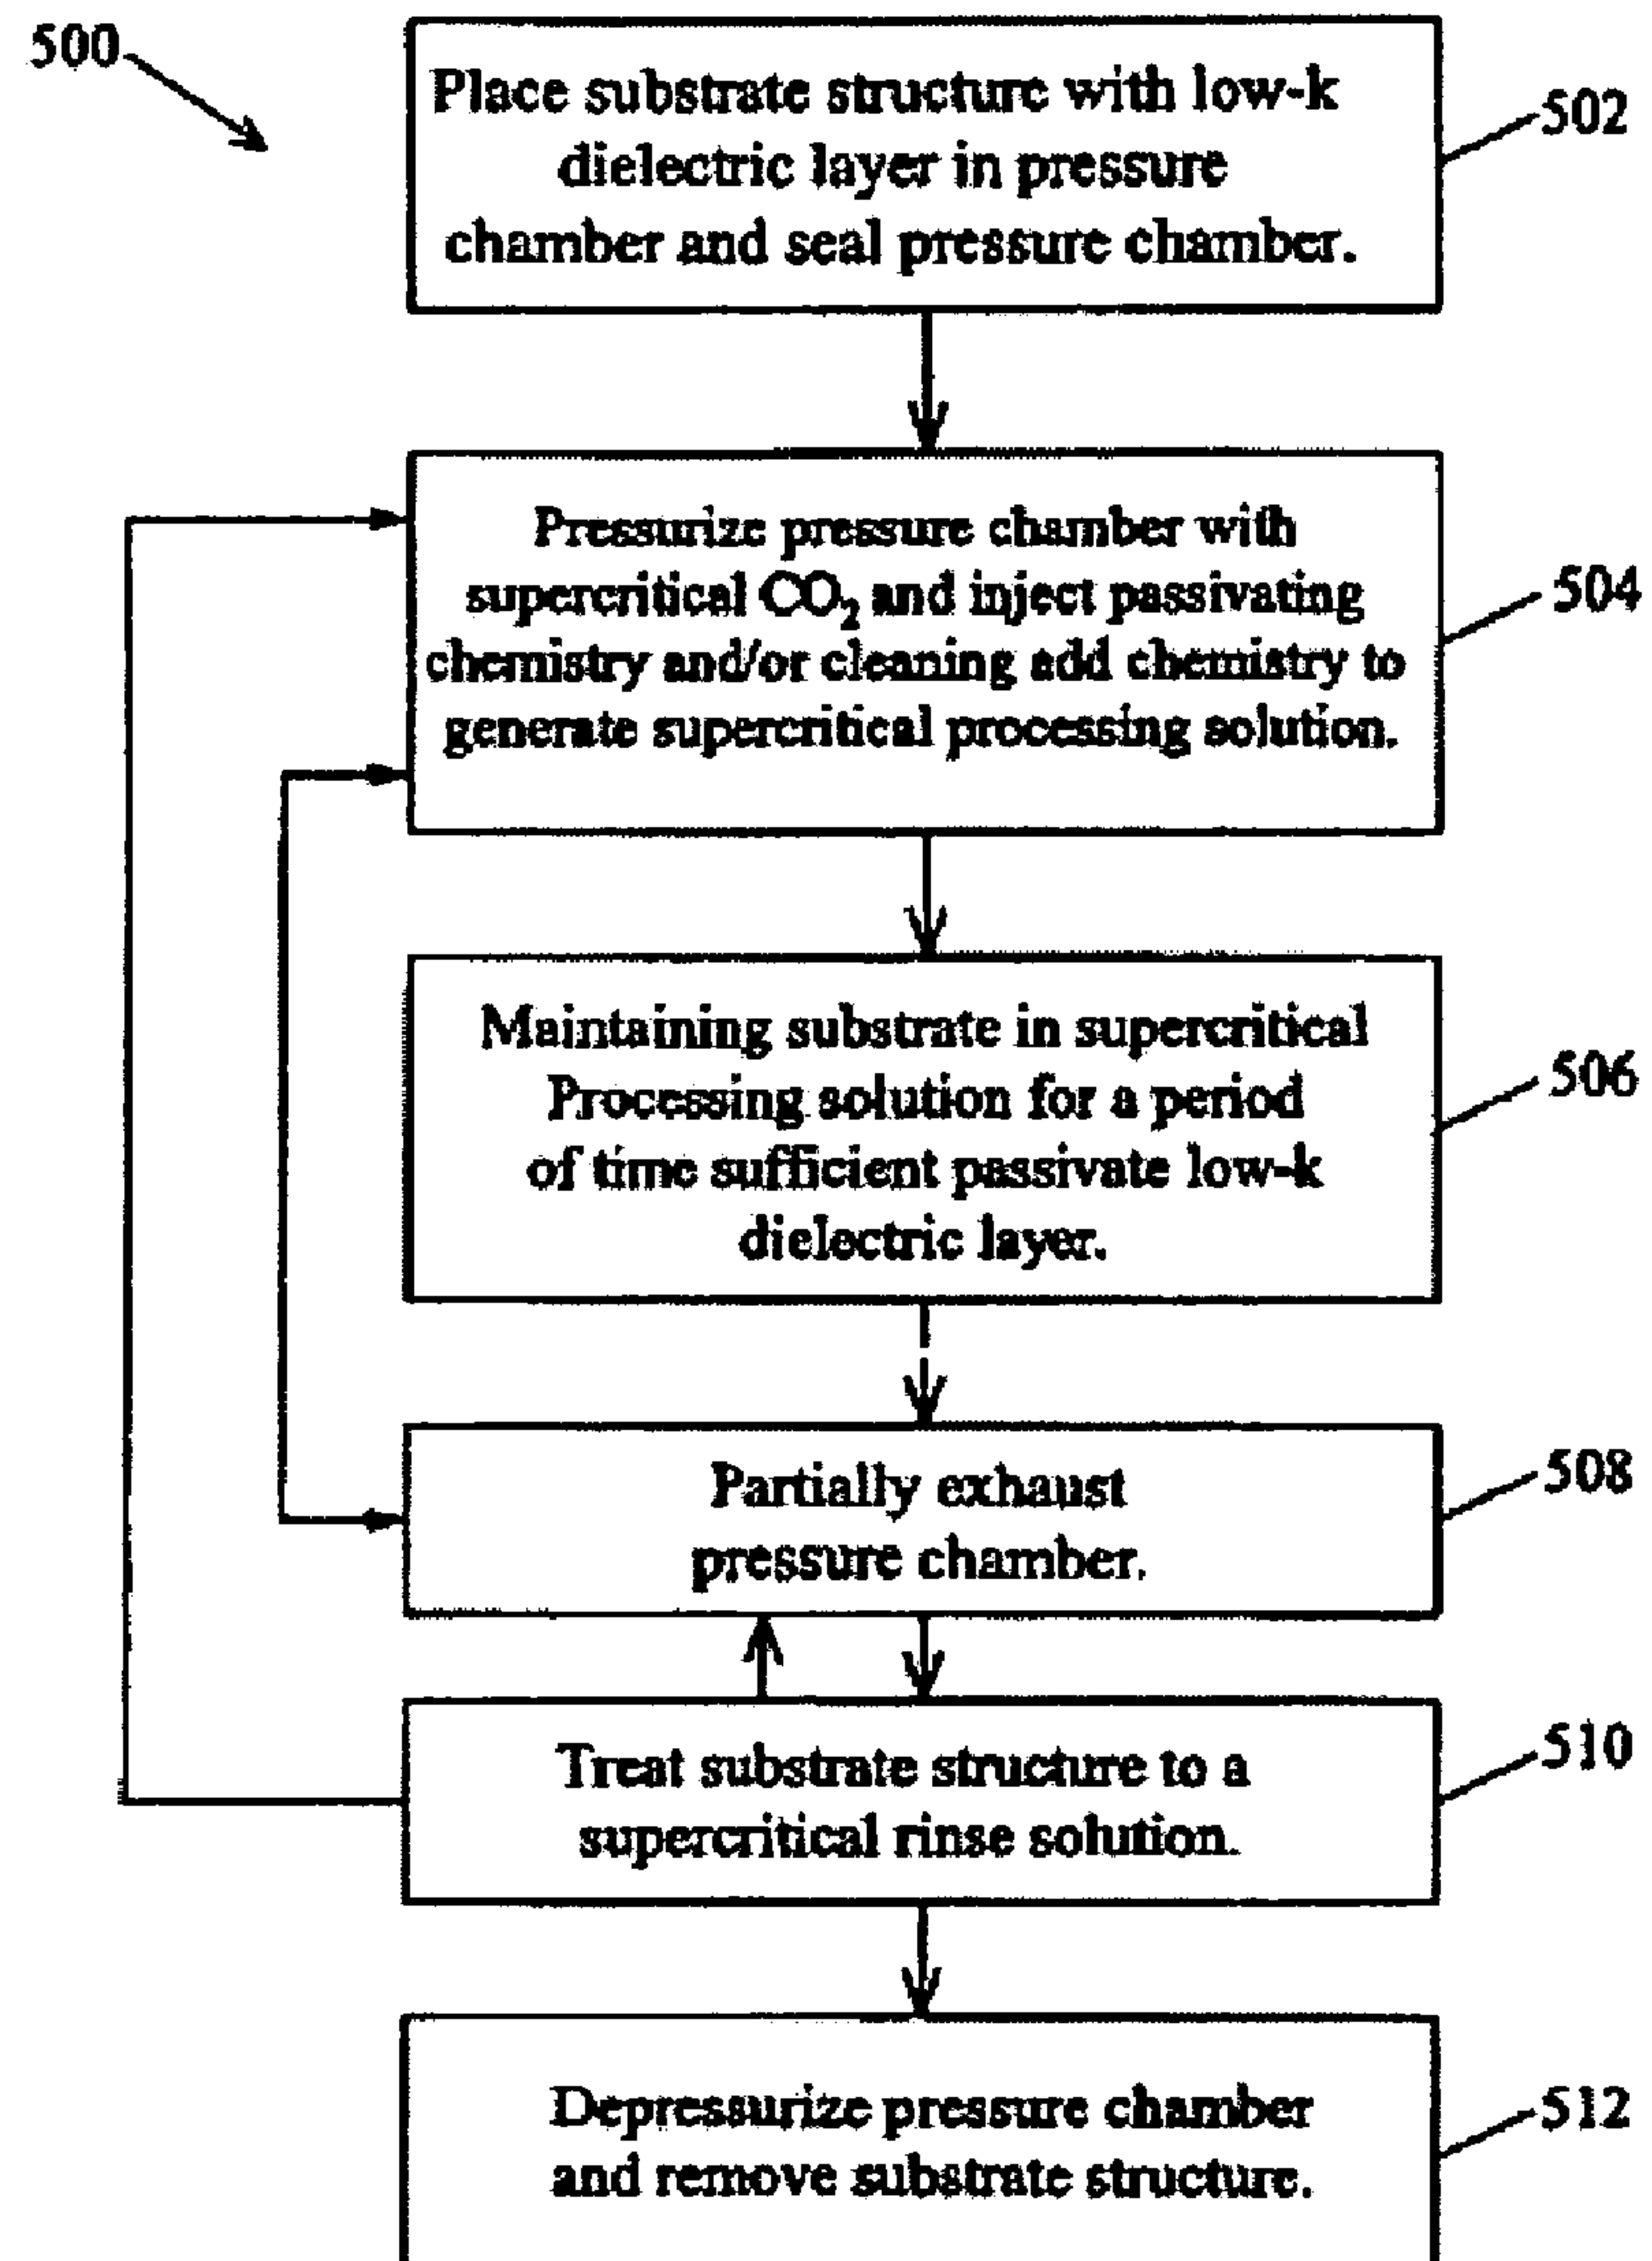 500
Place substrate structure with low-k
dielectric layer in pressure
chamber and seal pressure chamber.
502
Pressurize pressure chamber with
supercritical CO₂ and inject passivating
chemistry and/or cleaning add chemistry to
generate supercritical processing solution.
504
Maintaining substrate in supercritical
Processing solution for a period
of time sufficient passivate low-k
dielectric layer.
506
Partially exhaust
pressure chamber.
508
Treat substrate structure to a
supercritical rinse solution.
510
Depressurize pressure chamber
and remove substrate structure.
512